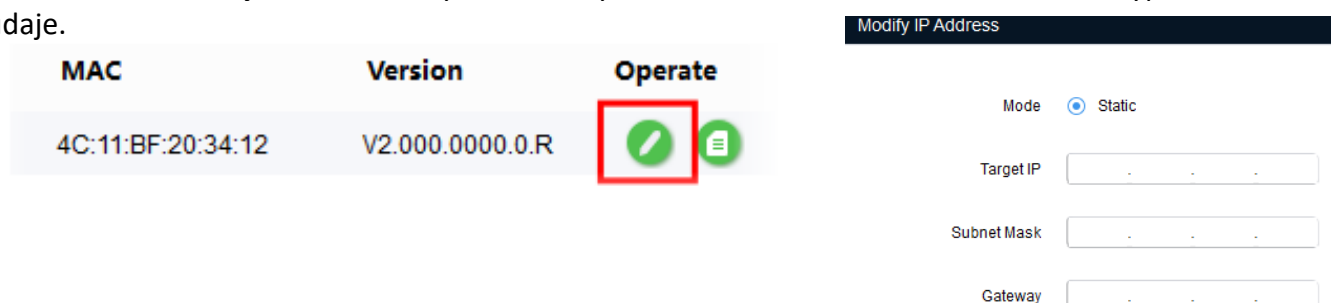 údaje.
MAC Version Operate
4C:11:BF:20:34:12 V2.000.0000.0.R
Modify IP Address
Mode Static
Target IP . . .
Subnet Mask . . .
Gateway . . .